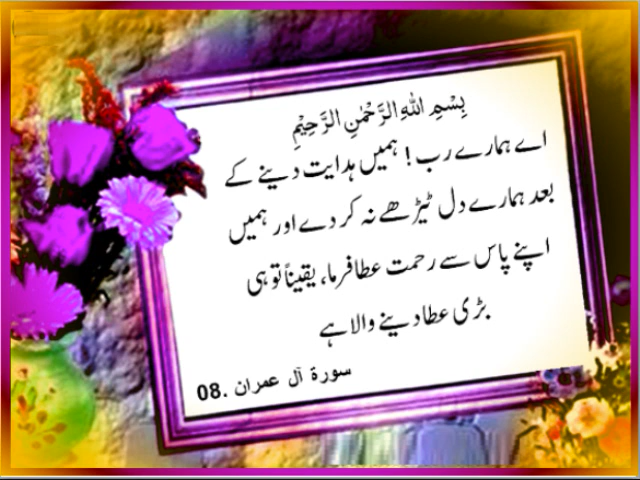 بِسْمِ اللهِ الرَّحْمٰنِ الرَّحِيْمِ
اے ہمارے رب! ہمیں ہدایت دینے کے
بعد ہمارے دل ٹیڑھے نہ کر دے اور ہمیں
اپنے پاس سے رحمت عطا فرما، یقیناً تو ہی
بڑی عطا دینے والا ہے
سورۃ آل عمران .08